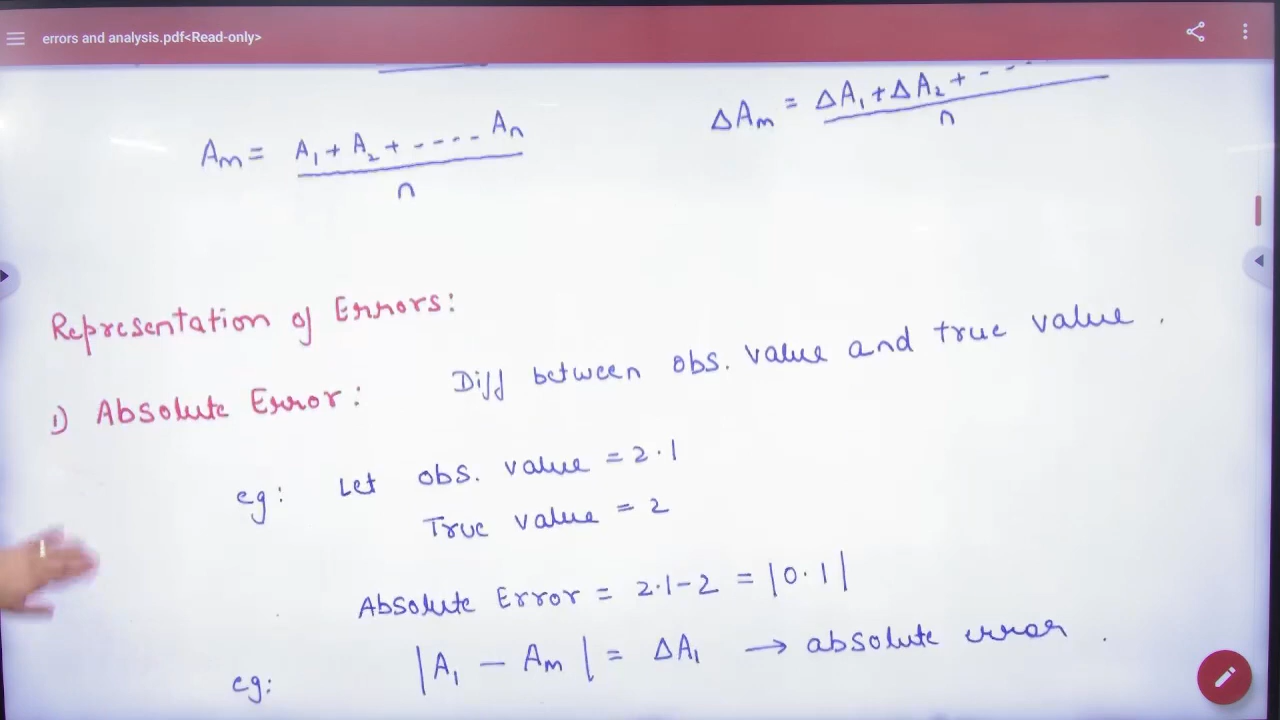 errors and analysis.pdf<Read-only>
Am = A₁ + A₂ + ---- An
n
ΔAm = ΔA₁ + ΔA₂ + - --
n
Representation of Errors:
1) Absolute Error: Diff between obs. value and true value.
eg: Let obs. value = 2.1
True value = 2
Absolute Error = 2.1-2 = |0.1|
eg: |A₁ - Am| = ΔA₁ → absolute error.